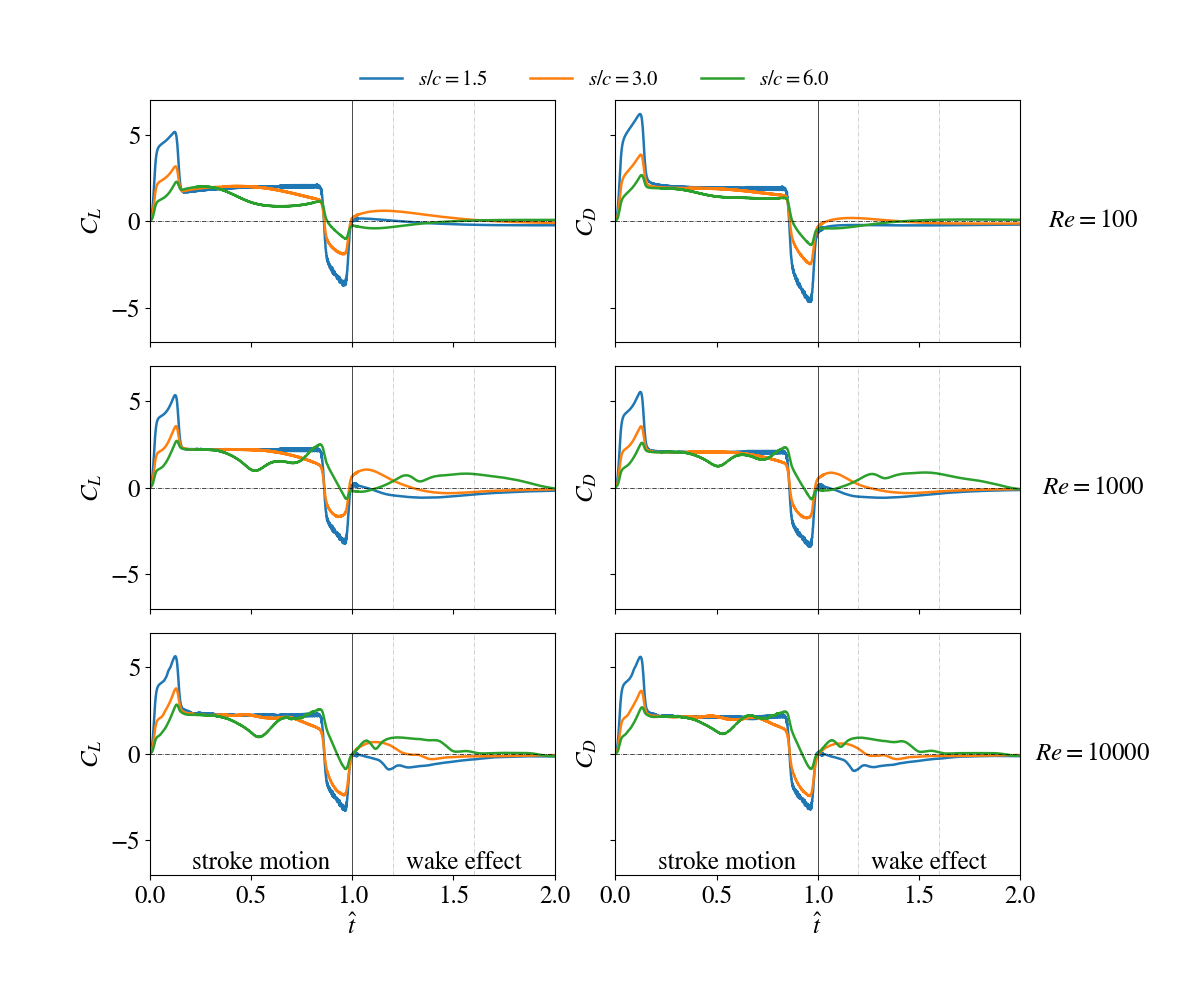 s/c = 1.5 s/c = 3.0 s/c = 6.0
5
0
−5
C_L
C_D
Re = 100
5
0
−5
C_L
C_D
Re = 1000
5
0
−5
C_L
C_D
Re = 10000
stroke motion wake effect
stroke motion wake effect
0.0 0.5 1.0 1.5 2.0
0.0 0.5 1.0 1.5 2.0
t̂
t̂